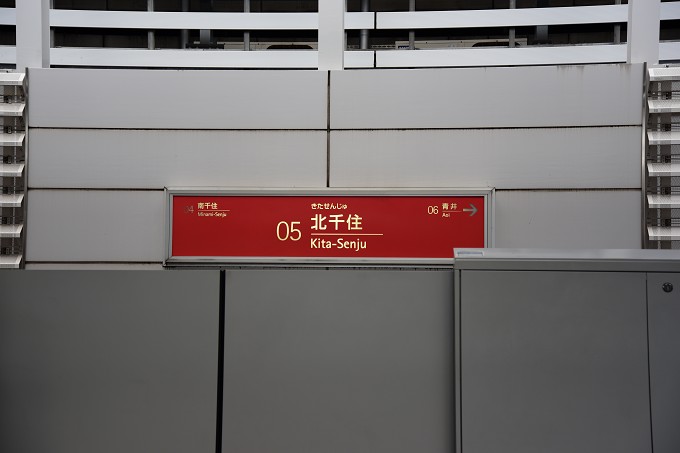 04 南千住
Minami-Senju
きたせんじゅ
05 北千住
Kita-Senju
06 青井
Aoi